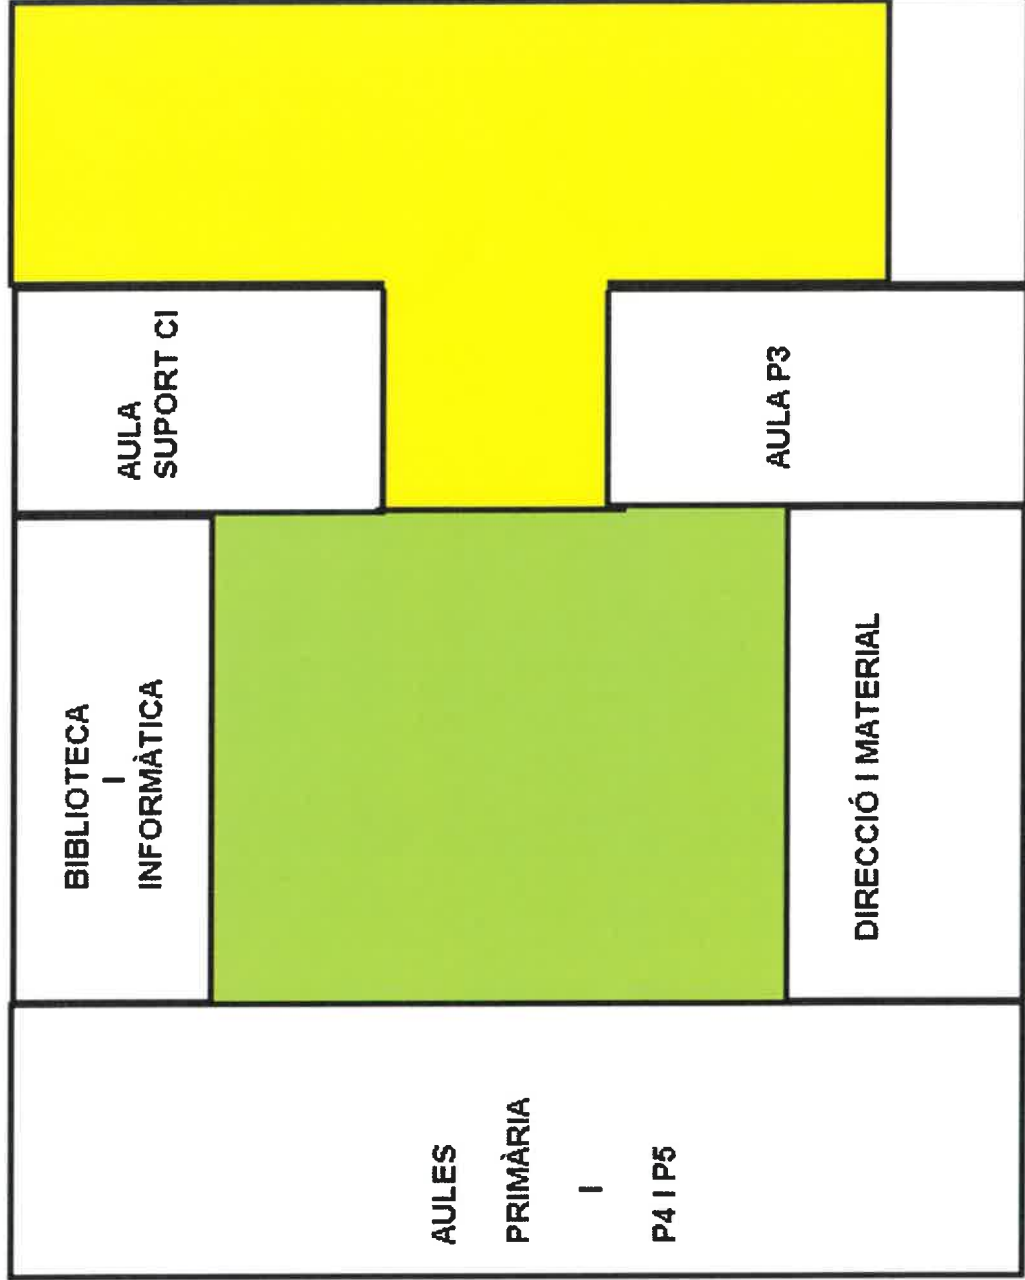 BIBLIOTECA
I
INFORMÀTICA
AULA
SUPORT CI
AULES
PRIMÀRIA
I
P4 I P5
DIRECCIÓ I MATERIAL
AULA P3